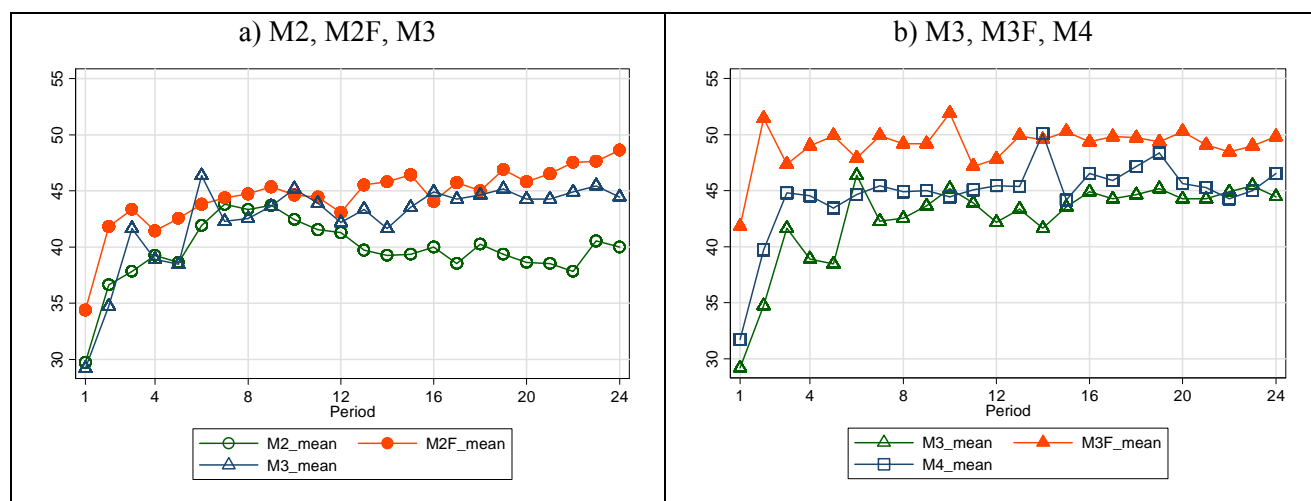 a) M2, M2F, M3
55
50
45
40
35
30
1 4 8 12 16 20 24
Period
M2_mean M2F_mean
M3_mean
b) M3, M3F, M4
55
50
45
40
35
30
1 4 8 12 16 20 24
Period
M3_mean M3F_mean
M4_mean